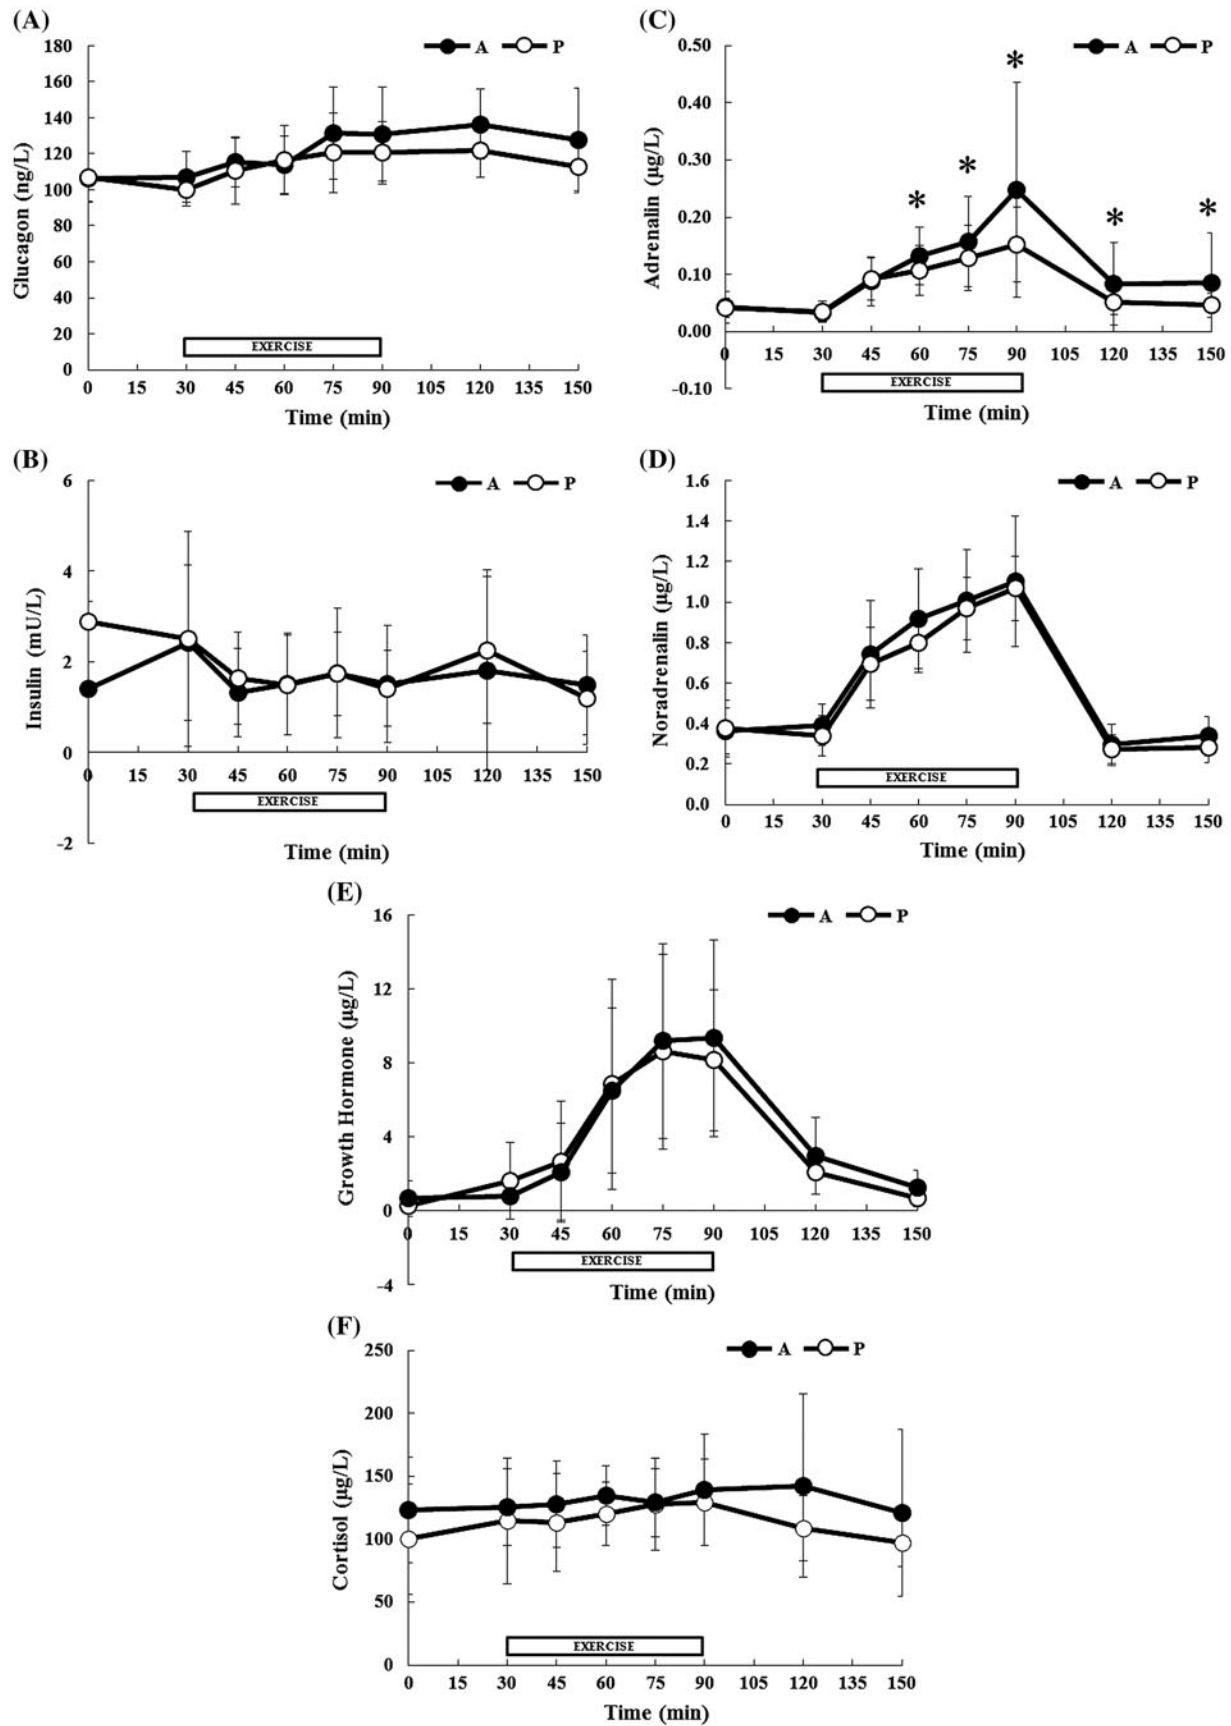 (A)
180
160
140
120
100
80
60
40
20
0
Glucagon (ng/L)
A P
EXERCISE
0 15 30 45 60 75 90 105 120 135 150
Time (min)
(C)
0.50
0.40
0.30
0.20
0.10
0.00
-0.10
Adrenalin (µg/L)
A P
* * * * *
0 15 30 45 60 75 90 105 120 135 150
EXERCISE
Time (min)
(B)
6
4
2
0
-2
Insulin (mU/L)
A P
0 15 30 45 60 75 90 105 120 135 150
EXERCISE
Time (min)
(D)
1.6
1.4
1.2
1.0
0.8
0.6
0.4
0.2
0.0
Noradrenalin (µg/L)
A P
EXERCISE
0 15 30 45 60 75 90 105 120 135 150
Time (min)
(E)
16
12
8
4
0
-4
Growth Hormone (µg/L)
A P
0 15 30 45 60 75 90 105 120 135 150
EXERCISE
Time (min)
(F)
250
200
150
100
50
0
Cortisol (µg/L)
A P
EXERCISE
0 15 30 45 60 75 90 105 120 135 150
Time (min)